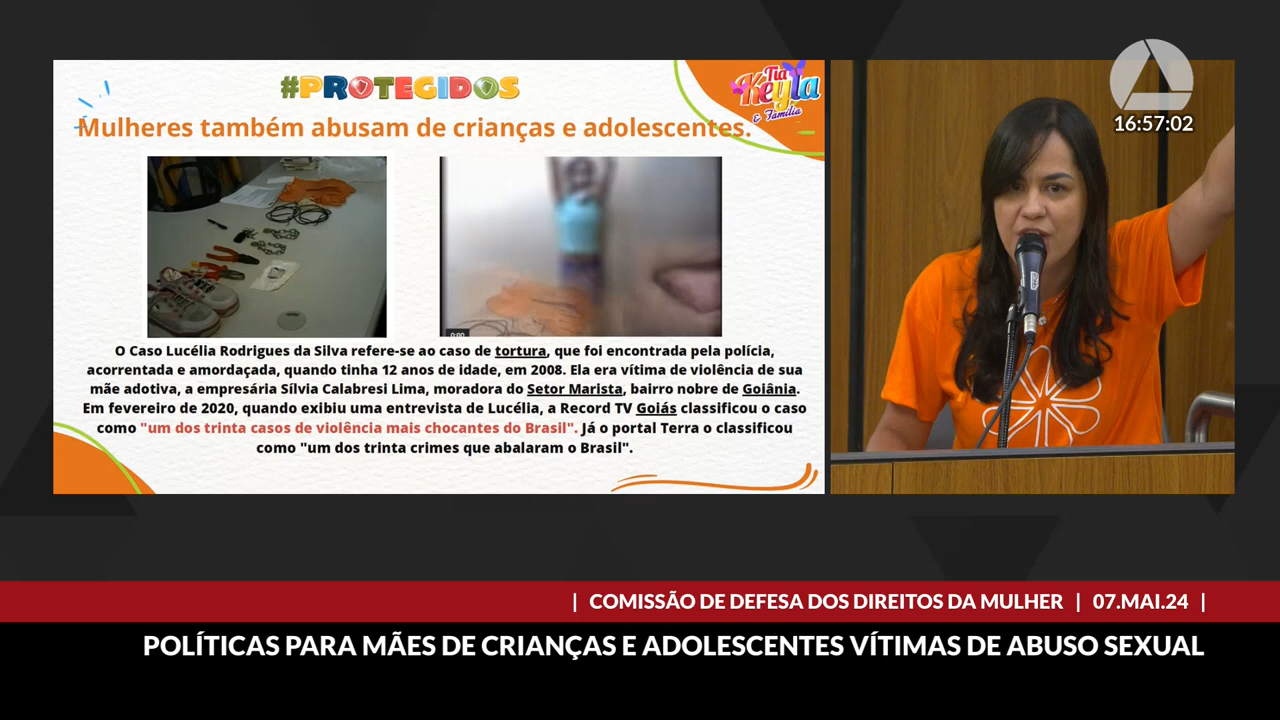 #PROTEGIDOS
Tia
Keyla
& Família
Mulheres também abusam de crianças e adolescentes.
0:00
O Caso Lucélia Rodrigues da Silva refere-se ao caso de tortura, que foi encontrada pela polícia,
acorrentada e amordaçada, quando tinha 12 anos de idade, em 2008. Ela era vítima de violência de sua
mãe adotiva, a empresária Sílvia Calabresi Lima, moradora do Setor Marista, bairro nobre de Goiânia.
Em fevereiro de 2020, quando exibiu uma entrevista de Lucélia, a Record TV Goiás classificou o caso
como "um dos trinta casos de violência mais chocantes do Brasil". Já o portal Terra o classificou
como "um dos trinta crimes que abalaram o Brasil".
16:57:02
| COMISSÃO DE DEFESA DOS DIREITOS DA MULHER | 07.MAI.24 |
POLÍTICAS PARA MÃES DE CRIANÇAS E ADOLESCENTES VÍTIMAS DE ABUSO SEXUAL